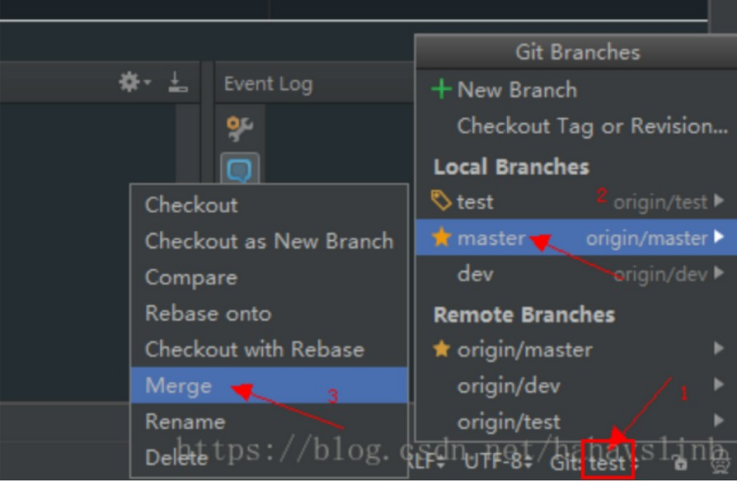 Git Branches
Event Log
New Branch
Checkout Tag or Revision...
Local Branches
Checkout
test 2 origin/test
Checkout as New Branch
master origin/master
Compare
dev origin/dev
Rebase onto
Remote Branches
Checkout with Rebase
origin/master
Merge
3
origin/dev
1
Rename
origin/test
https://blog.csdn.net/hahavslinb
Delete
UTF-8
Git: test